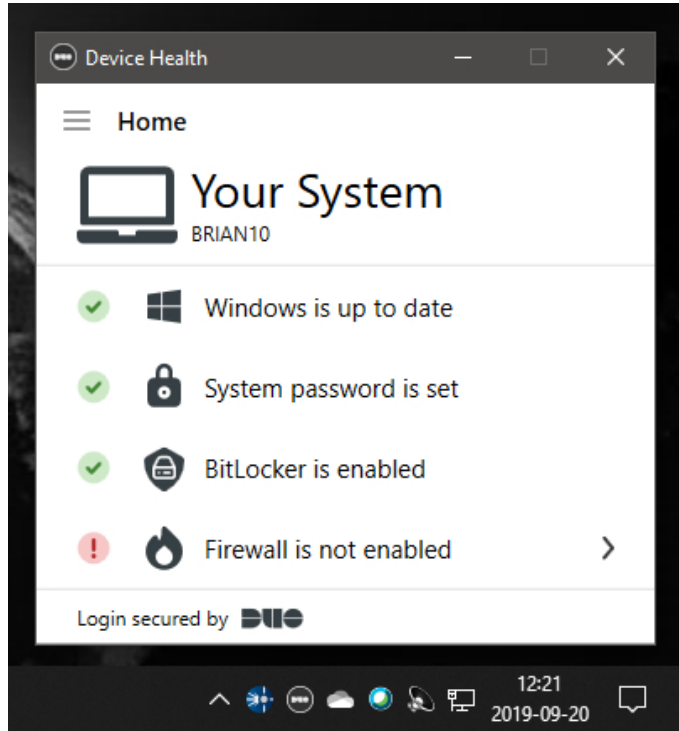 Device Health
Home
Your System
BRIAN10
Windows is up to date
System password is set
BitLocker is enabled
! Firewall is not enabled
Login secured by DUO
12:21
2019-09-20